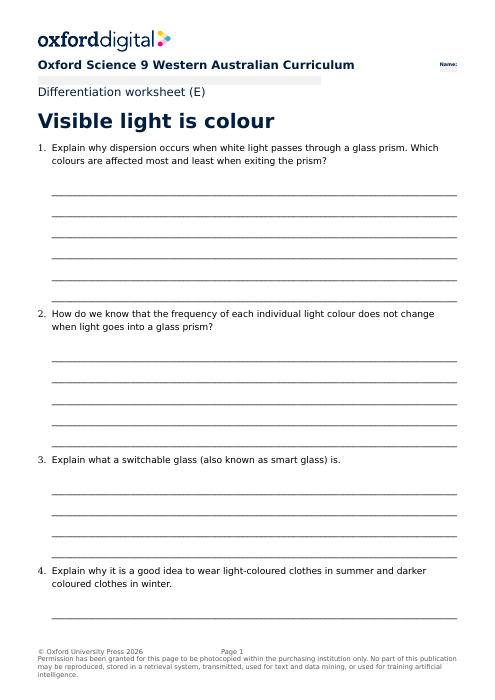 oxforddigital
Oxford Science 9 Western Australian Curriculum
Name:
Differentiation worksheet (E)
Visible light is colour
1. Explain why dispersion occurs when white light passes through a glass prism. Which
colours are affected most and least when exiting the prism?
2. How do we know that the frequency of each individual light colour does not change
when light goes into a glass prism?
3. Explain what a switchable glass (also known as smart glass) is.
4. Explain why it is a good idea to wear light-coloured clothes in summer and darker
coloured clothes in winter.
© Oxford University Press 2026 Page 1
Permission has been granted for this page to be photocopied within the purchasing institution only. No part of this publication
may be reproduced, stored in a retrieval system, transmitted, used for text and data mining, or used for training artificial
intelligence.